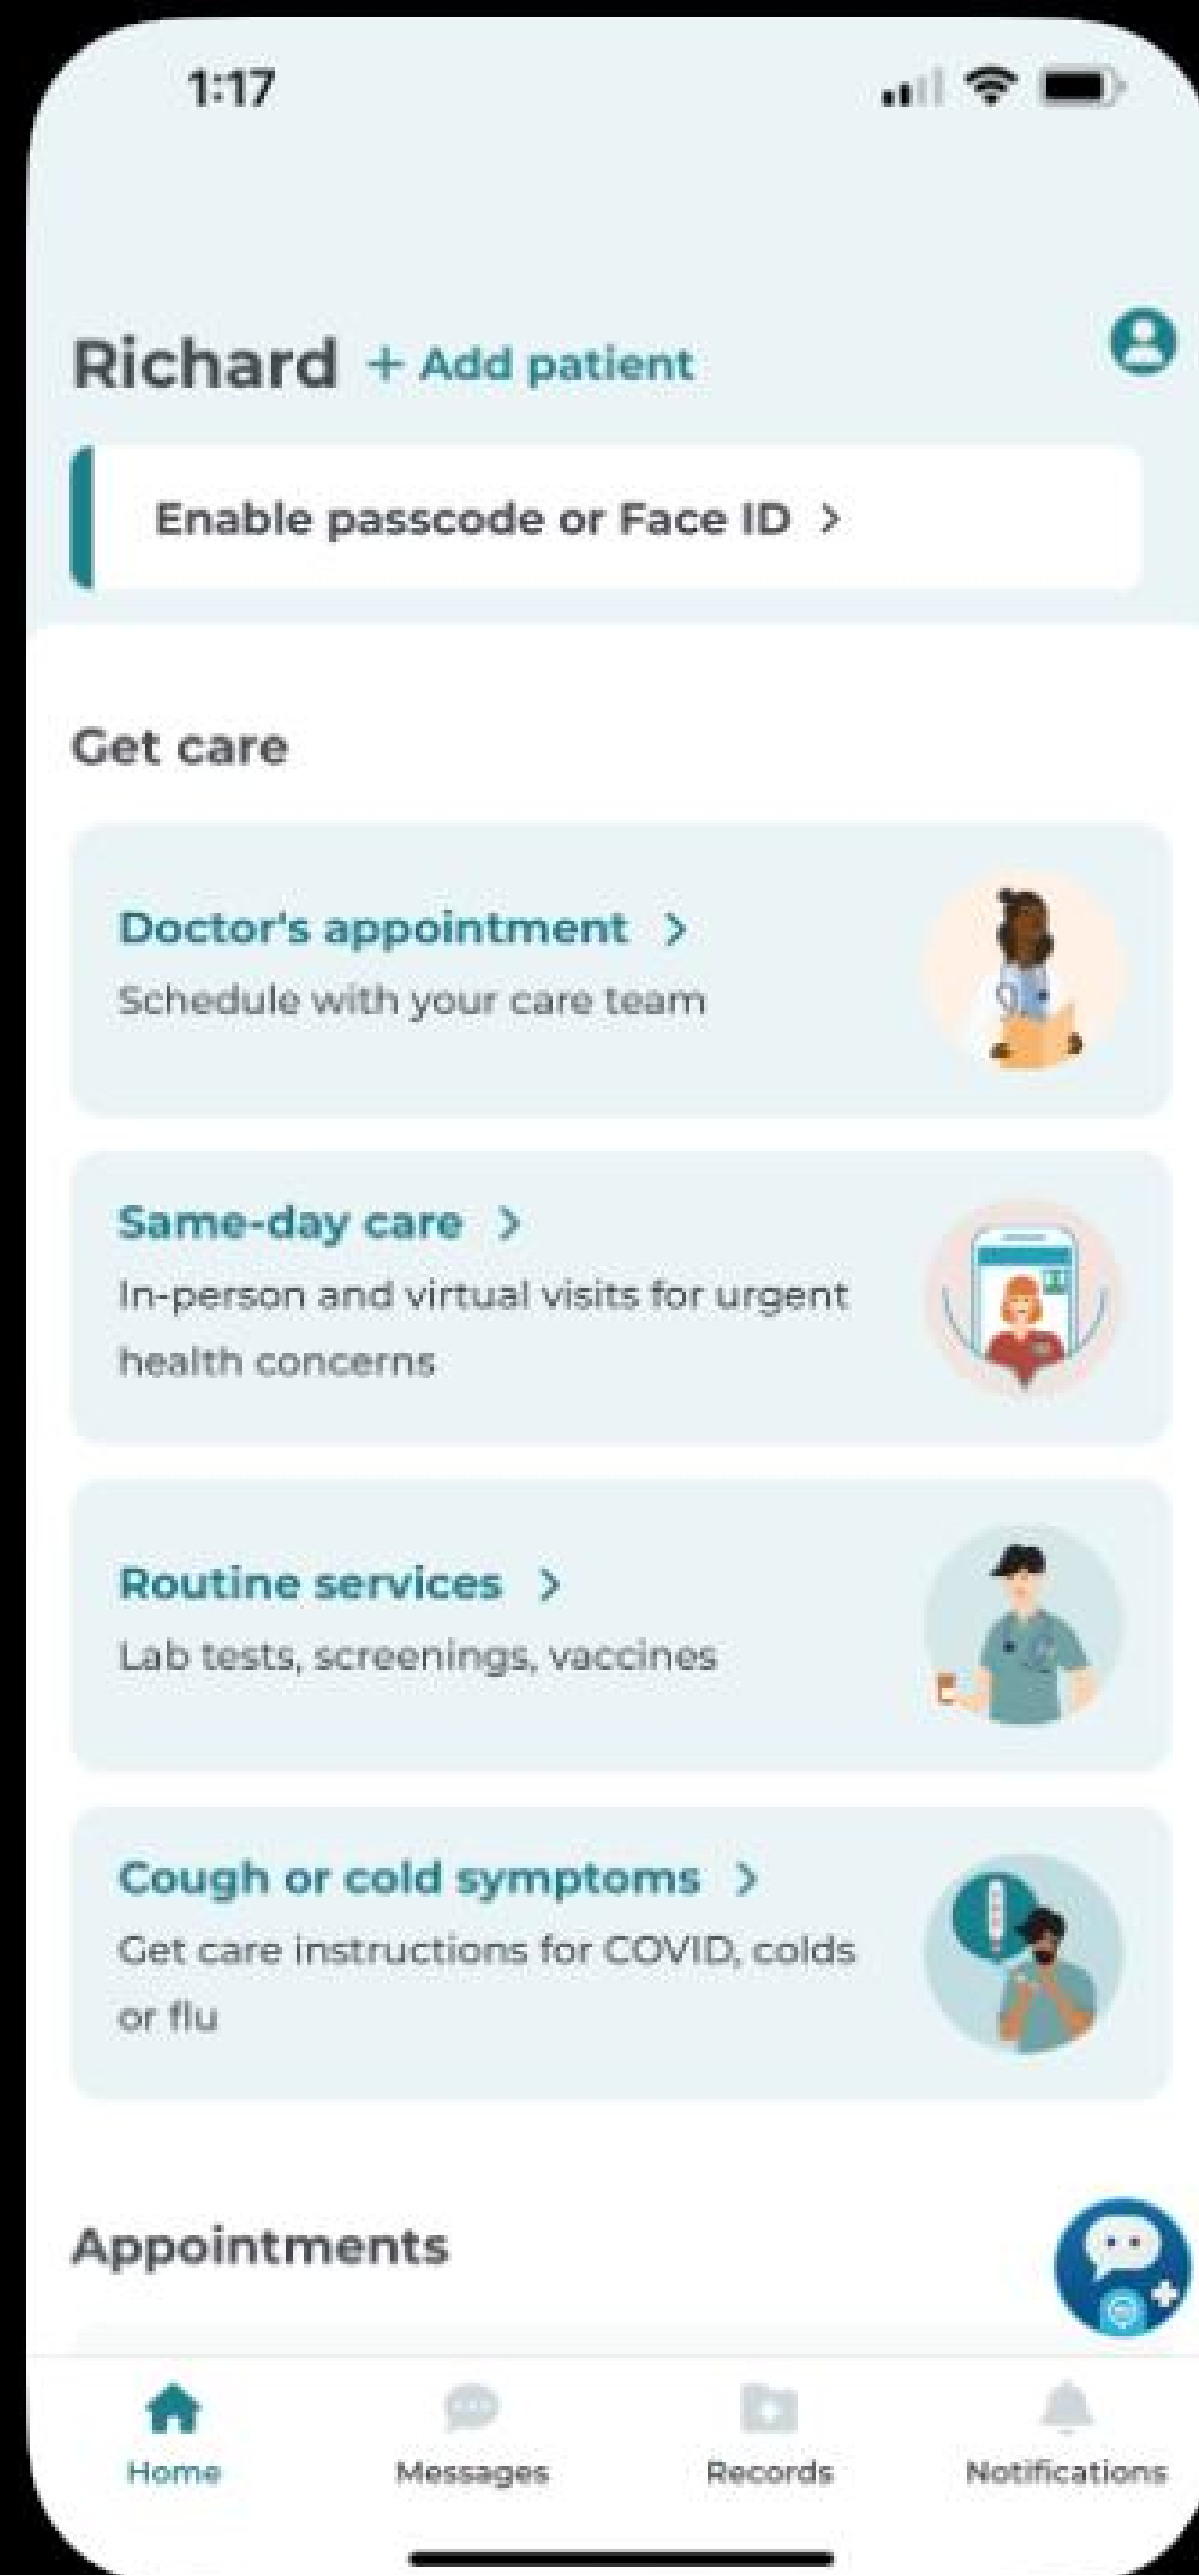 1:17
Richard + Add patient
Enable passcode or Face ID >
Get care
Doctor's appointment >
Schedule with your care team
Same-day care >
In-person and virtual visits for urgent
health concerns
Routine services >
Lab tests, screenings, vaccines
Cough or cold symptoms >
Get care instructions for COVID, colds
or flu
Appointments
Home Messages Records Notifications